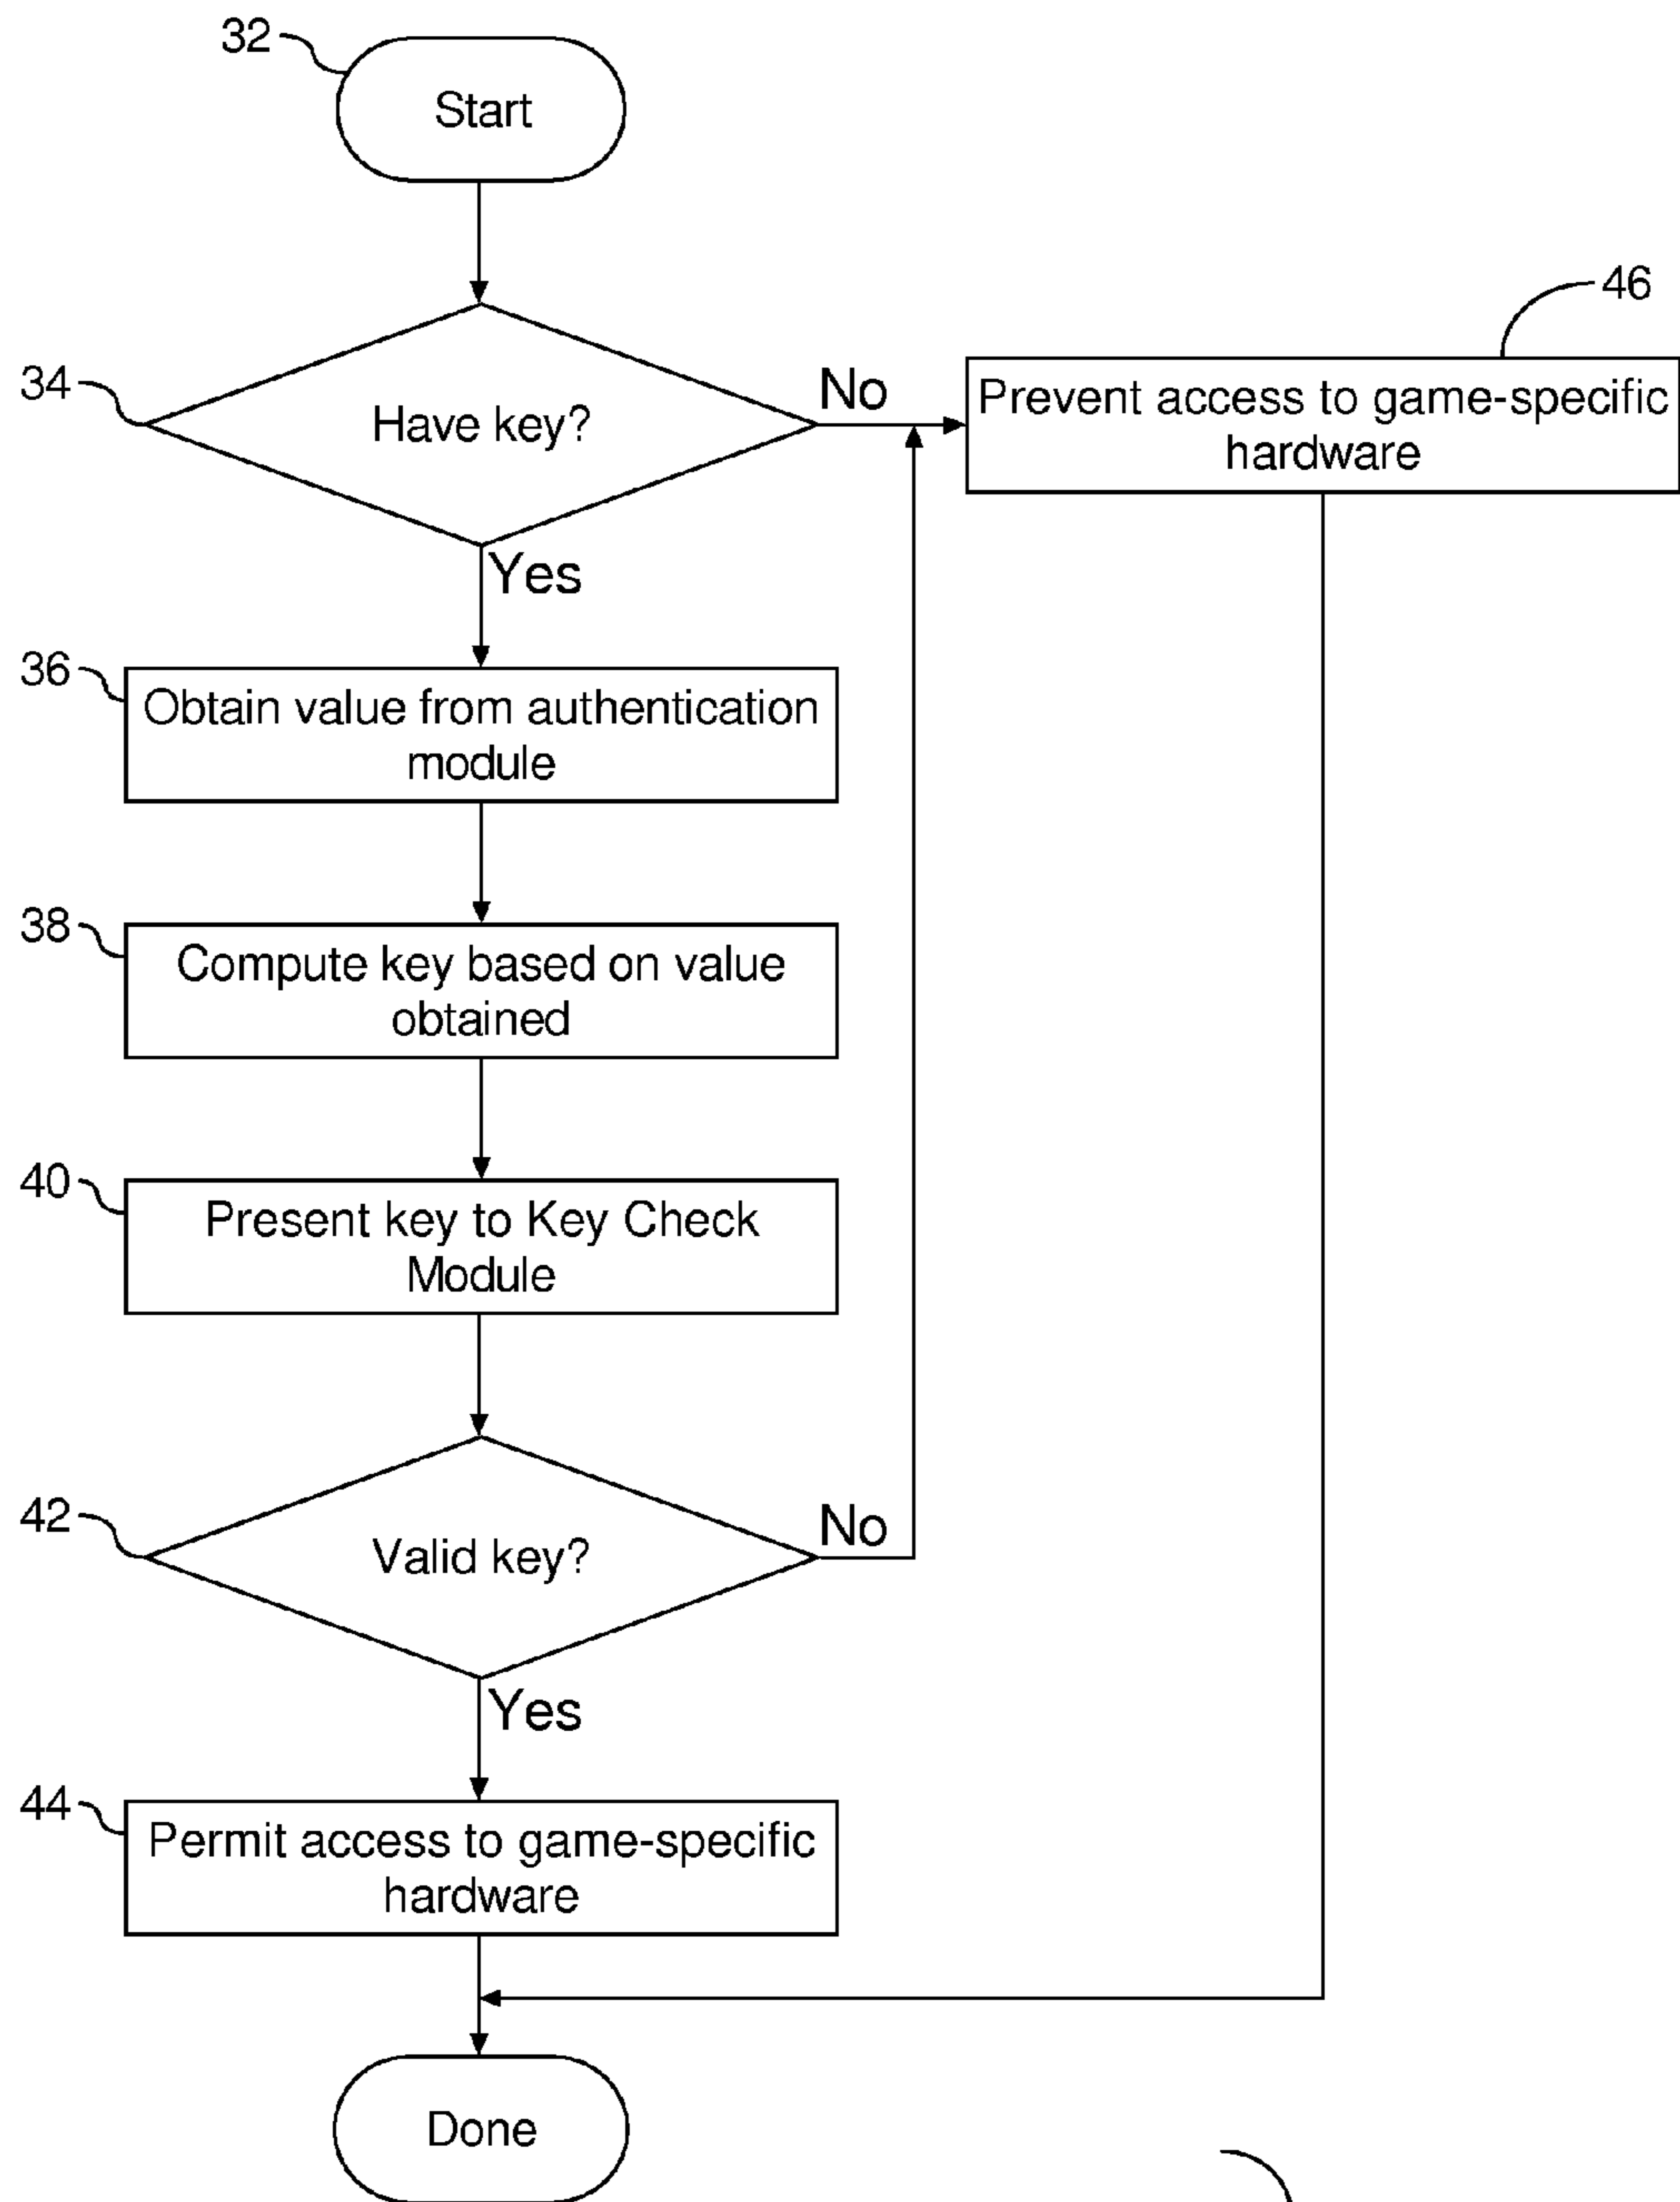 32
Start
34
Have key?
No
46
Prevent access to game-specific
hardware
Yes
36
Obtain value from authentication
module
38
Compute key based on value
obtained
40
Present key to Key Check
Module
42
Valid key?
No
Yes
44
Permit access to game-specific
hardware
Done